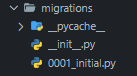 migrations
__pycache__
__init__.py
0001_initial.py